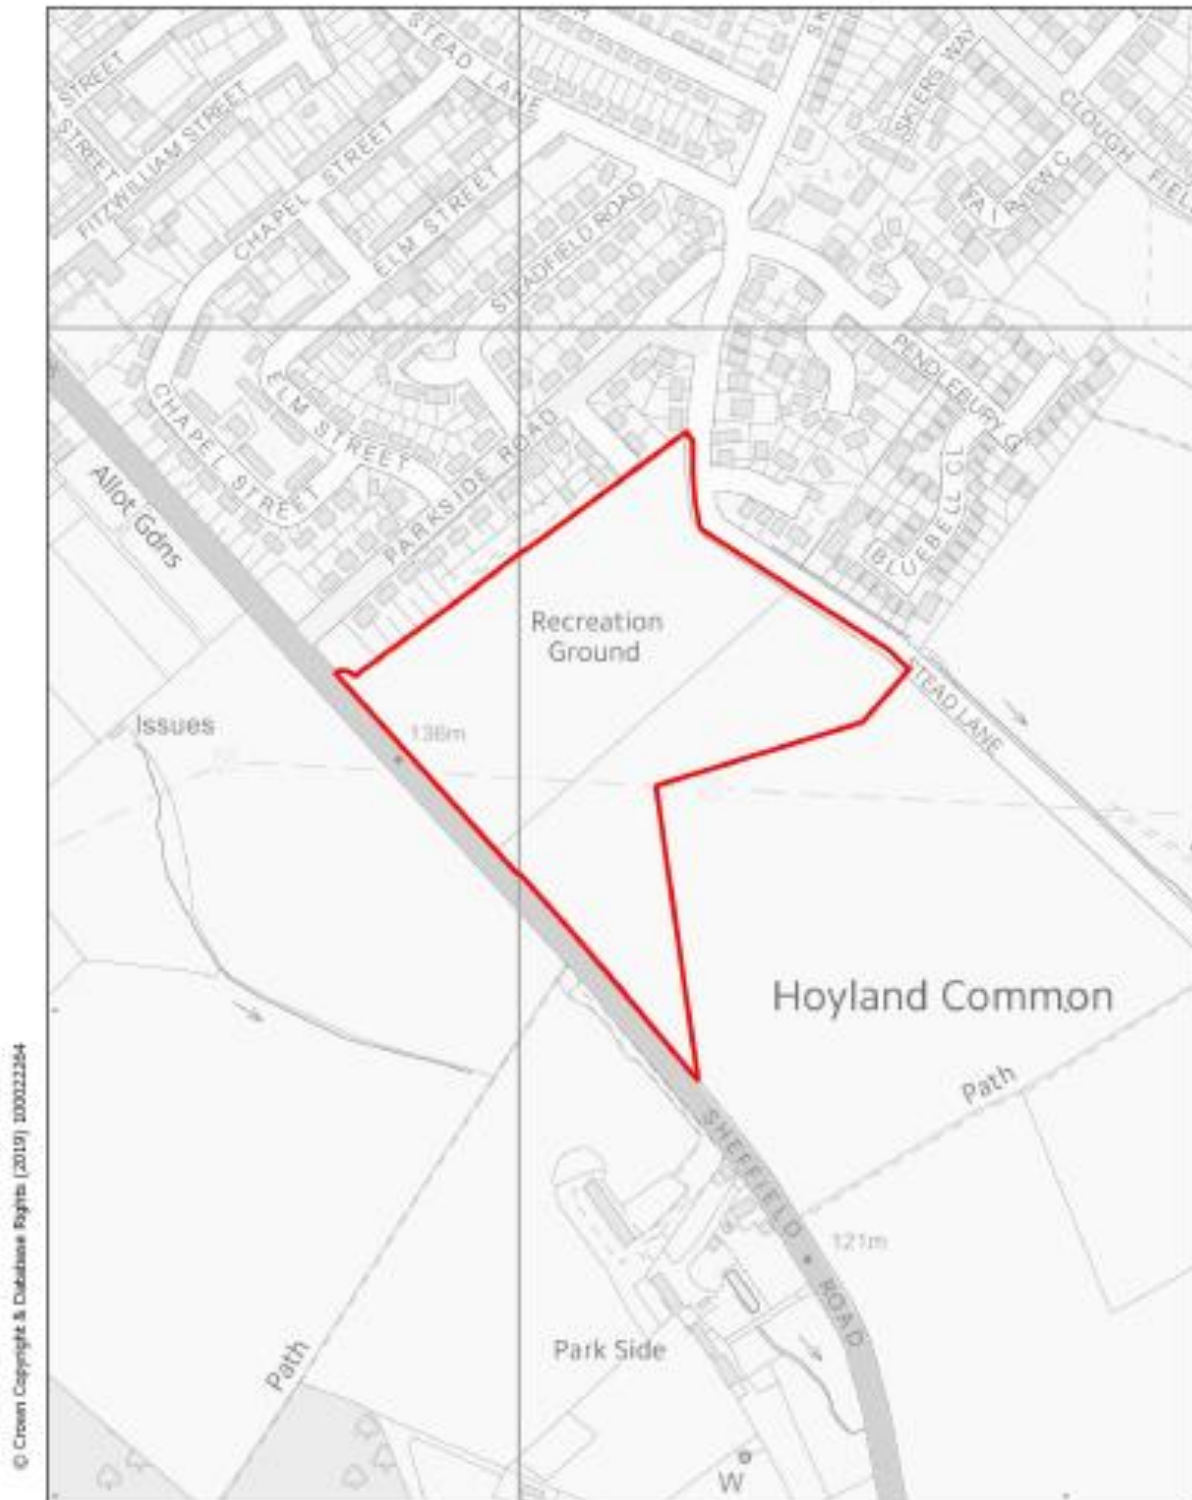 STEAD LANE
SKIERS WAY
CLOUGH FIEL
FAIRVIEW C
STREET
STREET
FITZWILLIAM STREET
CHAPEL STREET
ELM STREET
STEADFIELD ROAD
PENDLEBURY G
CHAPEL STREET
ELM STREET
PARKSIDE ROAD
BLUEBELL CL
Allot Gdns
Recreation
Ground
STEAD LANE
Issues
136m
Hoyland Common
Path
SHEFFIELD ROAD
121m
Park Side
Path
W
© Crown Copyright & Database Rights (2019) 100022264